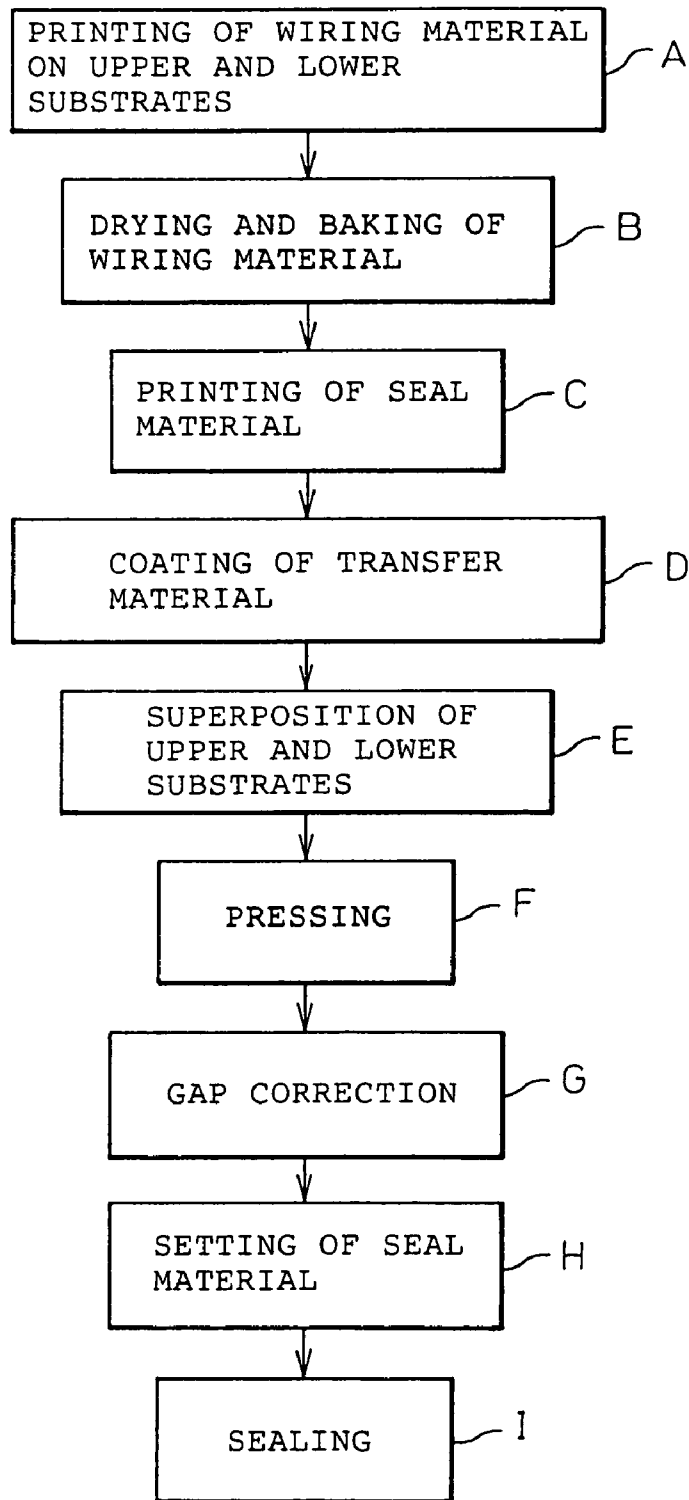 PRINTING OF WIRING MATERIAL
ON UPPER AND LOWER
SUBSTRATES
A
DRYING AND BAKING OF
WIRING MATERIAL
B
PRINTING OF SEAL
MATERIAL
C
COATING OF TRANSFER
MATERIAL
D
SUPERPOSITION OF
UPPER AND LOWER
SUBSTRATES
E
PRESSING
F
GAP CORRECTION
G
SETTING OF SEAL
MATERIAL
H
SEALING
I